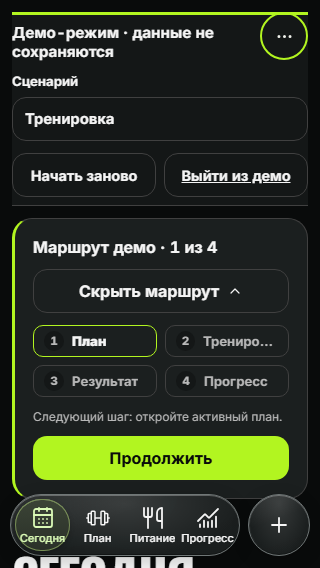 Демо-режим · данные не
сохраняются
Сценарий
Тренировка
Начать заново
Выйти из демо
Маршрут демо · 1 из 4
Скрыть маршрут
1 План
2 Трениро...
3 Результат
4 Прогресс
Следующий шаг: откройте активный план.
Продолжить
Сегодня
План
Питание
Прогресс
СЕГОДНЯ